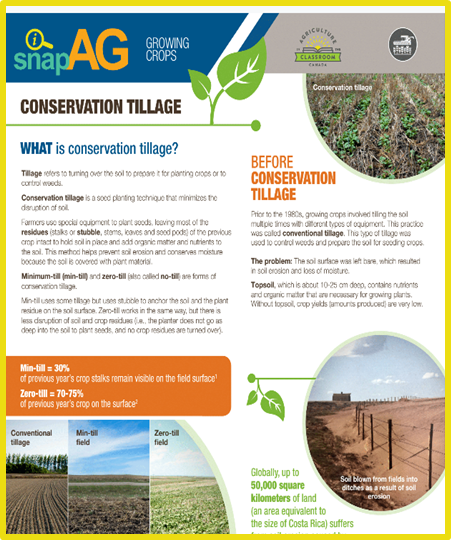 snapAG
GROWING
CROPS
AGRICULTURE
CLASSROOM
CANADA
CONSERVATION TILLAGE
Conservation tillage
WHAT is conservation tillage?
Tillage refers to turning over the soil to prepare it for planting crops or to
control weeds.
Conservation tillage is a seed planting technique that minimizes the
disruption of soil.
Farmers use special equipment to plant seeds, leaving most of the
residues (stalks or stubble, stems, leaves and seed pods) of the previous
crop intact to hold soil in place and add organic matter and nutrients to
the soil. This method helps prevent soil erosion and conserves moisture
because the soil is covered with plant material.
Minimum-till (min-till) and zero-till (also called no-till) are forms of
conservation tillage.
Min-till uses some tillage but uses stubble to anchor the soil and the plant
residue on the soil surface. Zero-till works in the same way, but there is
less disruption of soil and crop residues (i.e., the planter does not go as
deep into the soil to plant seeds, and no crop residues are turned over).
Min-till = 30%
of previous year's crop stalks remain visible on the field surface1
Zero-till = 70-75%
of previous year's crop on the surface2
Conventional
tillage
Min-till
field
Zero-till
field
BEFORE
CONSERVATION
TILLAGE
Prior to the 1980s, growing crops involved tilling the soil
multiple times with different types of equipment. This practice
was called conventional tillage. This type of tillage was
used to control weeds and prepare the soil for seeding crops.
The problem: The soil surface was left bare, which resulted
in soil erosion and loss of moisture.
Topsoil, which is about 10-25 cm deep, contains nutrients
and organic matter that are necessary for growing plants.
Without topsoil, crop yields (amounts produced) are very low.
Soil blown from fields into
ditches as a result of soil
erosion
Globally, up to
50,000 square
kilometers of land
(an area equivalent to
the size of Costa Rica) suffers